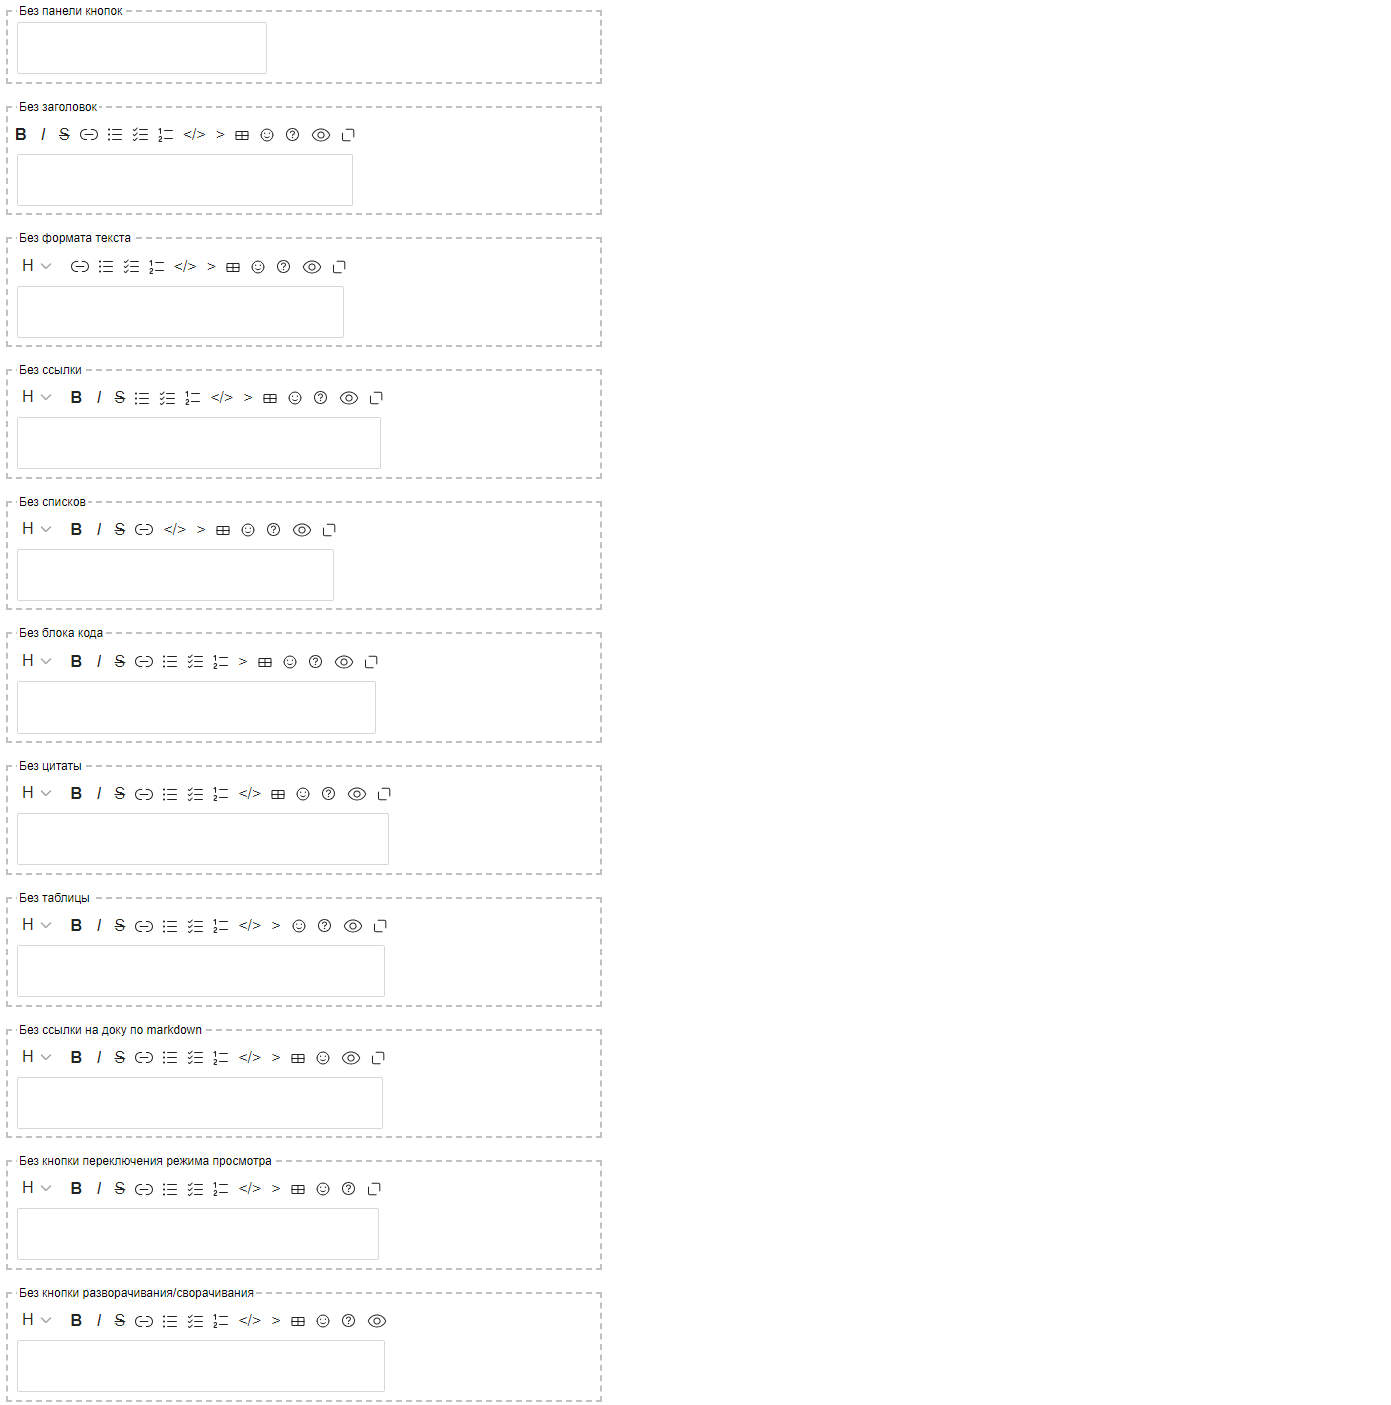 Без панели кнопок
Без заголовок
B I S </> >
Без формата текста
H </> >
Без ссылки
H B I S </> >
Без списков
H B I S </> >
Без блока кода
H B I S >
Без цитаты
H B I S </>
Без таблицы
H B I S </> >
Без ссылки на доку по markdown
H B I S </> >
Без кнопки переключения режима просмотра
H B I S </> >
Без кнопки разворачивания/сворачивания
H B I S </> >